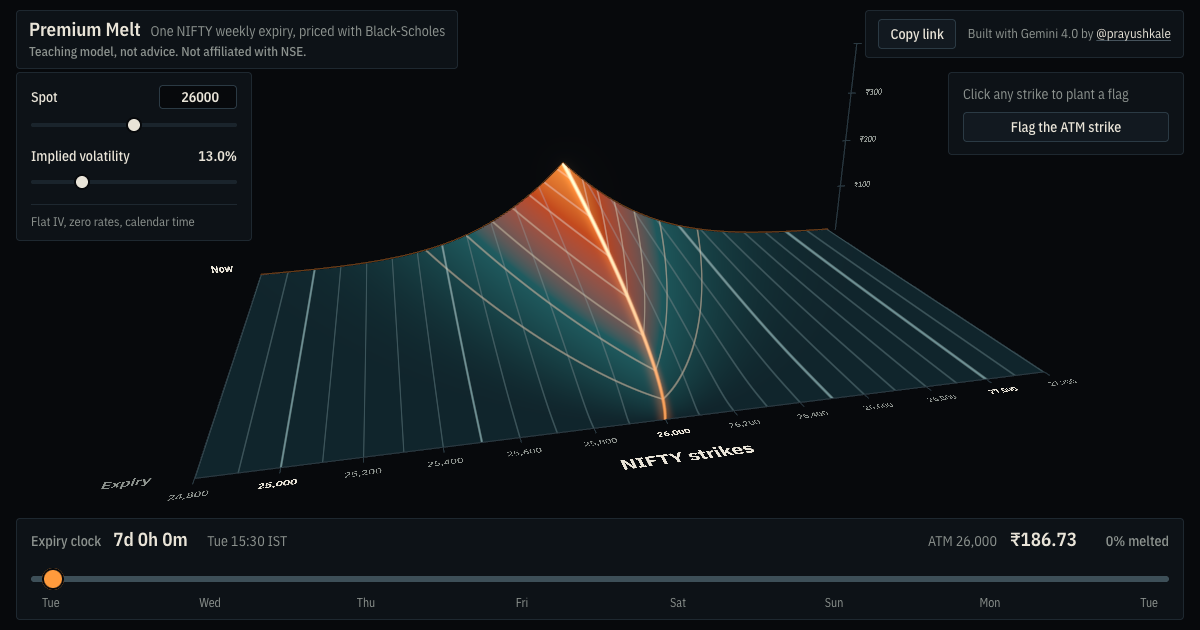 Premium Melt One NIFTY weekly expiry, priced with Black-Scholes
Teaching model, not advice. Not affiliated with NSE.
Copy link Built with Gemini 4.0 by @prayushkale
Spot 26000
Implied volatility 13.0%
Flat IV, zero rates, calendar time
Click any strike to plant a flag
Flag the ATM strike
₹300
₹200
₹100
Now
Expiry
24,800
25,000
25,200
25,400
25,600
25,800
26,000
26,200
26,400
26,600
26,800
27,000
NIFTY strikes
Expiry clock 7d 0h 0m Tue 15:30 IST
ATM 26,000 ₹186.73 0% melted
Tue Wed Thu Fri Sat Sun Mon Tue